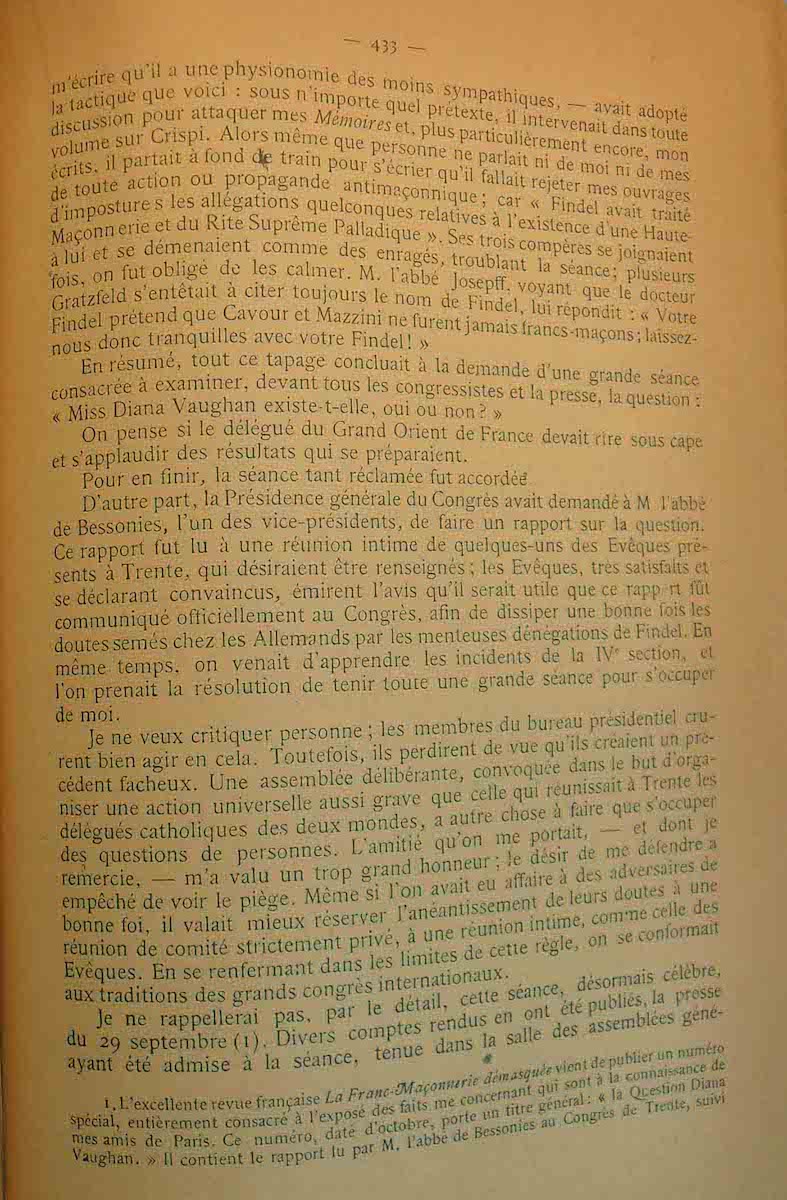 — 433 —
m'écrire qu'il a une physionomie des moins sympathiques, — avait adopté
la tactique que voici : sous n'importe quel prétexte, il intervenait dans toute
discussion pour attaquer mes Mémoires et, plus particulièrement encore, mon
volume sur Crispi. Alors même que personne ne parlait ni de moi ni de mes
écrits, il partait à fond de train pour s'écrier qu'il fallait rejeter mes ouvrages
de toute action ou propagande antimaçonnique ; car « Findel avait traité
d'impostures les allégations quelconques relatives à l'existence d'une Haute-
Maçonnerie et du Rite Suprême Palladique ». Ses trois compères se joignaient
à lui et se démenaient comme des enragés, troublant la séance ; plusieurs
fois, on fut obligé de les calmer. M. l'abbé Josepff, voyant que le docteur
Gratzfeld s'entêtait à citer toujours le nom de Findel, lui répondit : « Votre
Findel prétend que Cavour et Mazzini ne furent jamais francs-maçons ; laissez-
nous donc tranquilles avec votre Findel ! »
En résumé, tout ce tapage concluait à la demande d'une grande séance
consacrée à examiner, devant tous les congressistes et la presse, la question :
« Miss Diana Vaughan existe-t-elle, oui ou non ? »
On pense si le délégué du Grand Orient de France devait rire sous cape
et s'applaudir des résultats qui se préparaient.
Pour en finir, la séance tant réclamée fut accordée
D'autre part, la Présidence générale du Congrès avait demandé à M l'abbé
de Bessonies, l'un des vice-présidents, de faire un rapport sur la question.
Ce rapport fut lu à une réunion intime de quelques-uns des Evêques pré-
sents à Trente, qui désiraient être renseignés ; les Evêques, très satisfaits et
se déclarant convaincus, émirent l'avis qu'il serait utile que ce rapp rt fût
communiqué officiellement au Congrès, afin de dissiper une bonne fois les
doutes semés chez les Allemands par les menteuses dénégations de Findel. En
même temps, on venait d'apprendre les incidents de la IVe section, et
l'on prenait la résolution de tenir toute une grande séance pour s'occuper
de moi.
Je ne veux critiquer personne ; les membres du bureau présidentiel cru-
rent bien agir en cela. Toutefois, ils perdirent de vue qu'ils créaient un pré-
cédent facheux. Une assemblée délibérante, convoquée dans le but d'orga-
niser une action universelle aussi grave que celle qui réunissait à Trente les
délégués catholiques des deux mondes, a autre chose à faire que s'occuper
des questions de personnes. L'amitié qu'on me portait, — et dont je
remercie, — m'a valu un trop grand honneur ; le désir de me défendre a
empêché de voir le piège. Même si l'on avait eu affaire à des adversaires de
bonne foi, il valait mieux réserver l'anéantissement de leurs doutes à une
réunion de comité strictement privé, à une réunion intime, comme celle des
Evêques. En se renfermant dans les limites de cette règle, on se conformait
aux traditions des grands congrès internationaux.
Je ne rappellerai pas, par le détail, cette séance, désormais célèbre,
du 29 septembre (1). Divers comptes rendus en ont été publiés, la presse
ayant été admise à la séance, tenue dans la salle des assemblées géné-
1. L'excellente revue française La Franc-Maçonnerie démasquée vient de publier un numéro
spécial, entièrement consacré à l'exposé des faits me concernant qui sont à la connaissance de
mes amis de Paris. Ce numéro, daté d'octobre, porte un titre général : « la Question Diana
Vaughan. » Il contient le rapport lu par M. l'abbé de Bessonies au Congrès de Trente, suivi